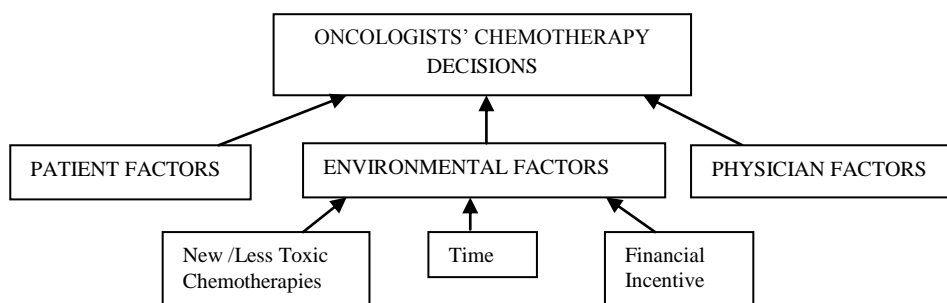 ONCOLOGISTS’ CHEMOTHERAPY
DECISIONS
PATIENT FACTORS
ENVIRONMENTAL FACTORS
PHYSICIAN FACTORS
New /Less Toxic
Chemotherapies
Time
Financial
Incentive